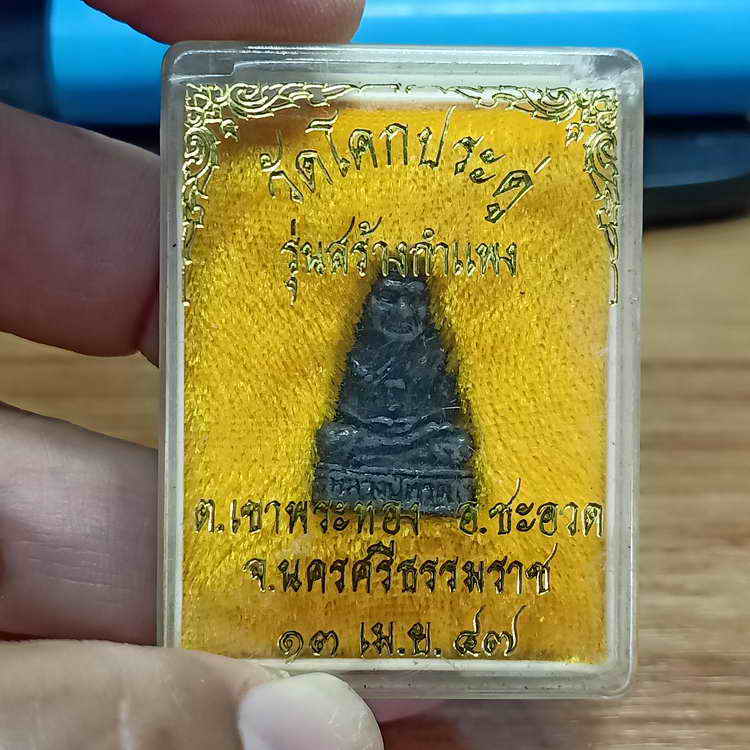 วัดโคกประดู่
รุ่นสร้างกำแพง
ต.เขาพระทอง อ.ชะอวด
จ.นครศรีธรรมราช
๑๓ เม.ย. ๔๗